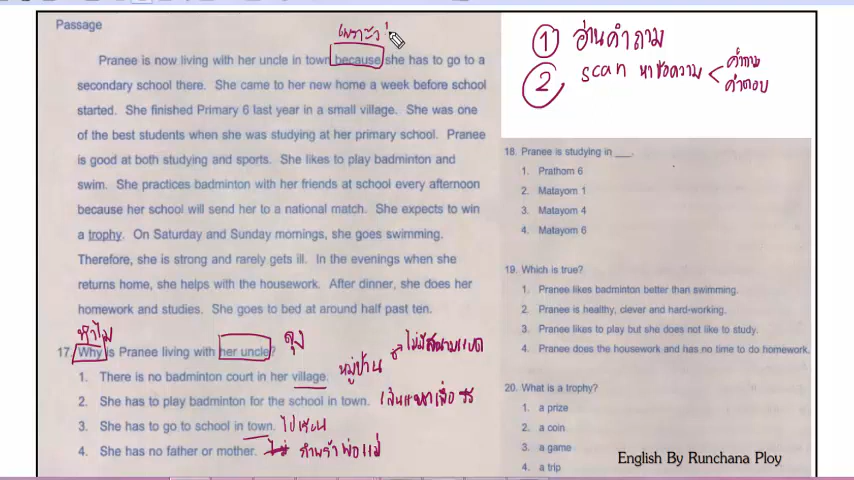 Passage
เพราะว่า
Pranee is now living with her uncle in town because she has to go to a
secondary school there. She came to her new home a week before school
started. She finished Primary 6 last year in a small village. She was one
of the best students when she was studying at her primary school. Pranee
is good at both studying and sports. She likes to play badminton and
swim. She practices badminton with her friends at school every afternoon
because her school will send her to a national match. She expects to win
a trophy. On Saturday and Sunday mornings, she goes swimming.
Therefore, she is strong and rarely gets ill. In the evenings when she
returns home, she helps with the housework. After dinner, she does her
homework and studies. She goes to bed at around half past ten.
ทำไม
17. Why is Pranee living with her uncle? ลุง
1. There is no badminton court in her village. หมู่บ้าน ไม่มีสนามแบด
2. She has to play badminton for the school in town.
3. She has to go to school in town. ไปเรียน
4. She has no father or mother. กำพร้าพ่อแม่
1 อ่านคำถาม
2 scan หาข้อความ
คำถาม
คำตอบ
18. Pranee is studying in ___.
1. Prathom 6
2. Matayom 1
3. Matayom 4
4. Matayom 6
19. Which is true?
1. Pranee likes badminton better than swimming.
2. Pranee is healthy, clever and hard-working.
3. Pranee likes to play but she does not like to study.
4. Pranee does the housework and has no time to do homework.
20. What is a trophy?
1. a prize
2. a coin
3. a game
4. a trip
English By Runchana Ploy